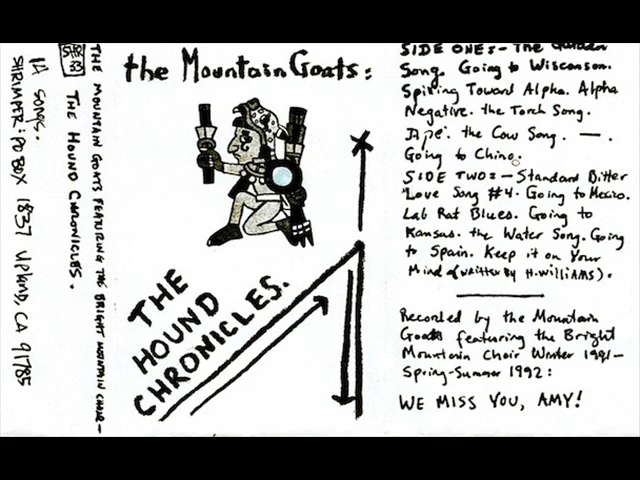 1A SONGS.
SHRIMPER: PO BOX 1837 UPLAND, CA 91785
THE MOUNTAIN GOATS FEATURING THE BRIGHT MOUNTAIN CHOIR—
THE HOUND CHRONICLES.
the Mountain Goats:
THE
HOUND
CHRONICLES.
SIDE ONE:- The Garden
Song. Going to Wisconson.
Spilling Toward Alpha. Alpha
Negative. the Torch Song.
Ape. the Cow Song. —.
Going to Chino.
SIDE TWO:- Standard Bitter
Love Song #4. Going to Mexico.
Lab Rat Blues. Going to
Kansas. the Water Song. Going
to Spain. Keep it on Your
Mind (written by H. Williams).
Recorded by the Mountain
Goats featuring the Bright
Mountain Choir Winter 1991-
Spring-Summer 1992:
WE MISS YOU, AMY!